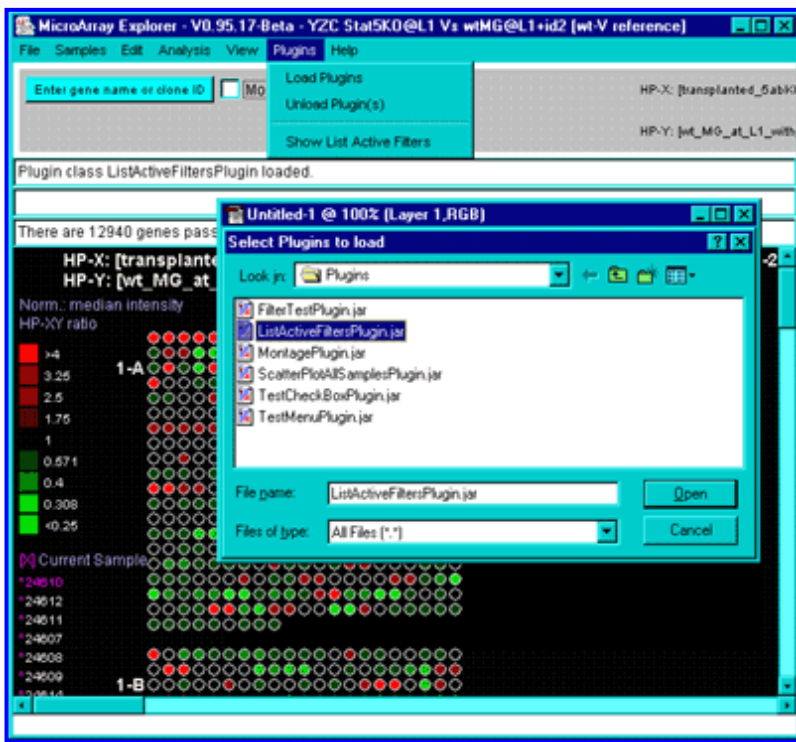 MicroArray Explorer - V0.95.17-Beta - YZC Stat5KO@L1 Vs wtMG@L1+id2 [wt-V reference]
File Samples Edit Analysis View Plugins Help
Load Plugins
Unload Plugin(s)
Show List Active Filters
Enter gene name or clone ID
Mo
HP-X: [transplanted_5abK
HP-Y: [wt_MG_at_L1_with
Plugin class ListActiveFiltersPlugin loaded.
There are 12940 genes pass
HP-X: [transplante
-2
HP-Y: [wt_MG_at_
Norm.: median intensity
HP-XY ratio
>4
3.25
2.5
1.75
1
0.571
0.4
0.308
<0.25
1-A
[X] Current Sample
*24610
*24612
*24611
*24607
*24608
*24609
1-B
Untitled-1 @ 100% (Layer 1,RGB)
Select Plugins to load
Look in: Plugins
FilterTestPlugin.jar
ListActiveFiltersPlugin.jar
MontagePlugin.jar
ScatterPlotAllSamplesPlugin.jar
TestCheckBoxPlugin.jar
TestMenuPlugin.jar
File name: ListActiveFiltersPlugin.jar Open
Files of type: All Files (*.*) Cancel